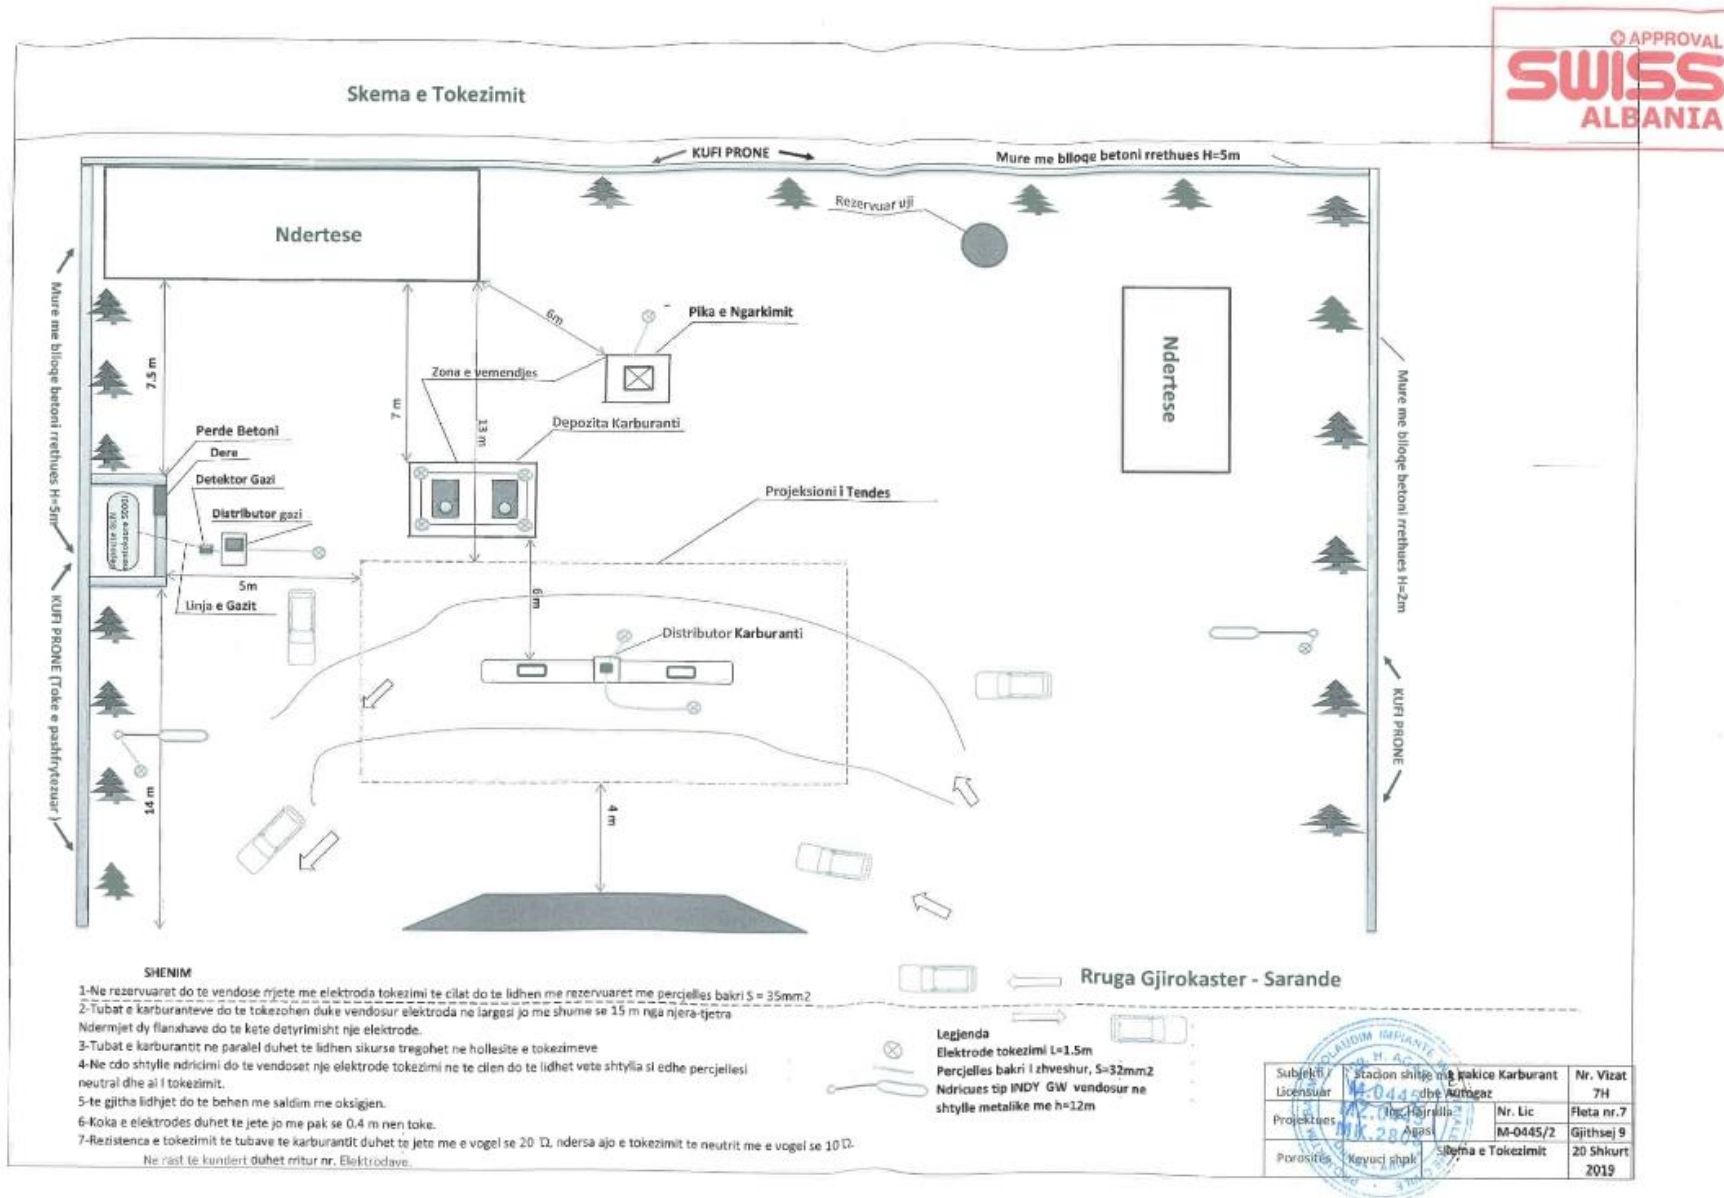 APPROVAL
SWISS
ALBANIA
Skema e Tokezimit
KUFI PRONE
Mure me blloqe betoni rrethues H=5m
Rezervuar uji
Ndertese
Mure me blloqe betoni rrethues H=5m
6m
Pika e Ngarkimit
Ndertese
7.5 m
Zona e vemendjes
7 m
13 m
Mure me blloqe betoni rrethues H=2m
Perde Betoni
Depozita Karburanti
Dere
Detektor Gazi
Projeksioni i Tendes
Distributor gazi
5m
Linja e Gazit
6 m
KUFI PRONE (Toke e pashfrytezuar )
Distributor Karburanti
KUFI PRONE
14 m
4 m
Rruga Gjirokaster - Sarande
SHENIM
1-Ne rezervuaret do te vendose rrjete me elektroda tokezimi te cilat do te lidhen me rezervuaret me percjelles bakri S = 35mm2
2-Tubat e karburanteve do te tokezohen duke vendosur elektroda ne largesi jo me shume se 15 m nga njera-tjetra
Ndermjet dy flanxhave do te kete detyrimisht nje elektrode.
3-Tubat e karburantit ne paralel duhet te lidhen sikurse tregohet ne hollesite e tokezimeve
4-Ne cdo shtylle ndricimi do te vendoset nje elektrode tokezimi ne te cilen do te lidhet vete shtylla si edhe percjellesi
neutral dhe ai I tokezimit.
5-te gjitha lidhjet do te behen me saldim me oksigjen.
6-Koka e elektrodes duhet te jete jo me pak se 0.4 m nen toke.
7-Rezistenca e tokezimit te tubave te karburantit duhet te jete me e vogel se 20 Ω, ndersa ajo e tokezimit te neutrit me e vogel se 10 Ω.
Ne rast te kundert duhet rritur nr. Elektrodave.
Legjenda
Elektrode tokezimi L=1.5m
Percjelles bakri I zhveshur, S=32mm2
Ndricues tip INDY GW vendosur ne
shtylle metalike me h=12m
Subjekti I Stacion shitje me pakice Karburant Nr. Vizat
Licensuar dhe Autogaz 7H
Projektues Ing.Hajrulla Nr. Lic Fleta nr.7
Agasi M-0445/2 Gjithsej 9
Porosites Kevuci shpk Skema e Tokezimit 20 Shkurt
2019
M.0445